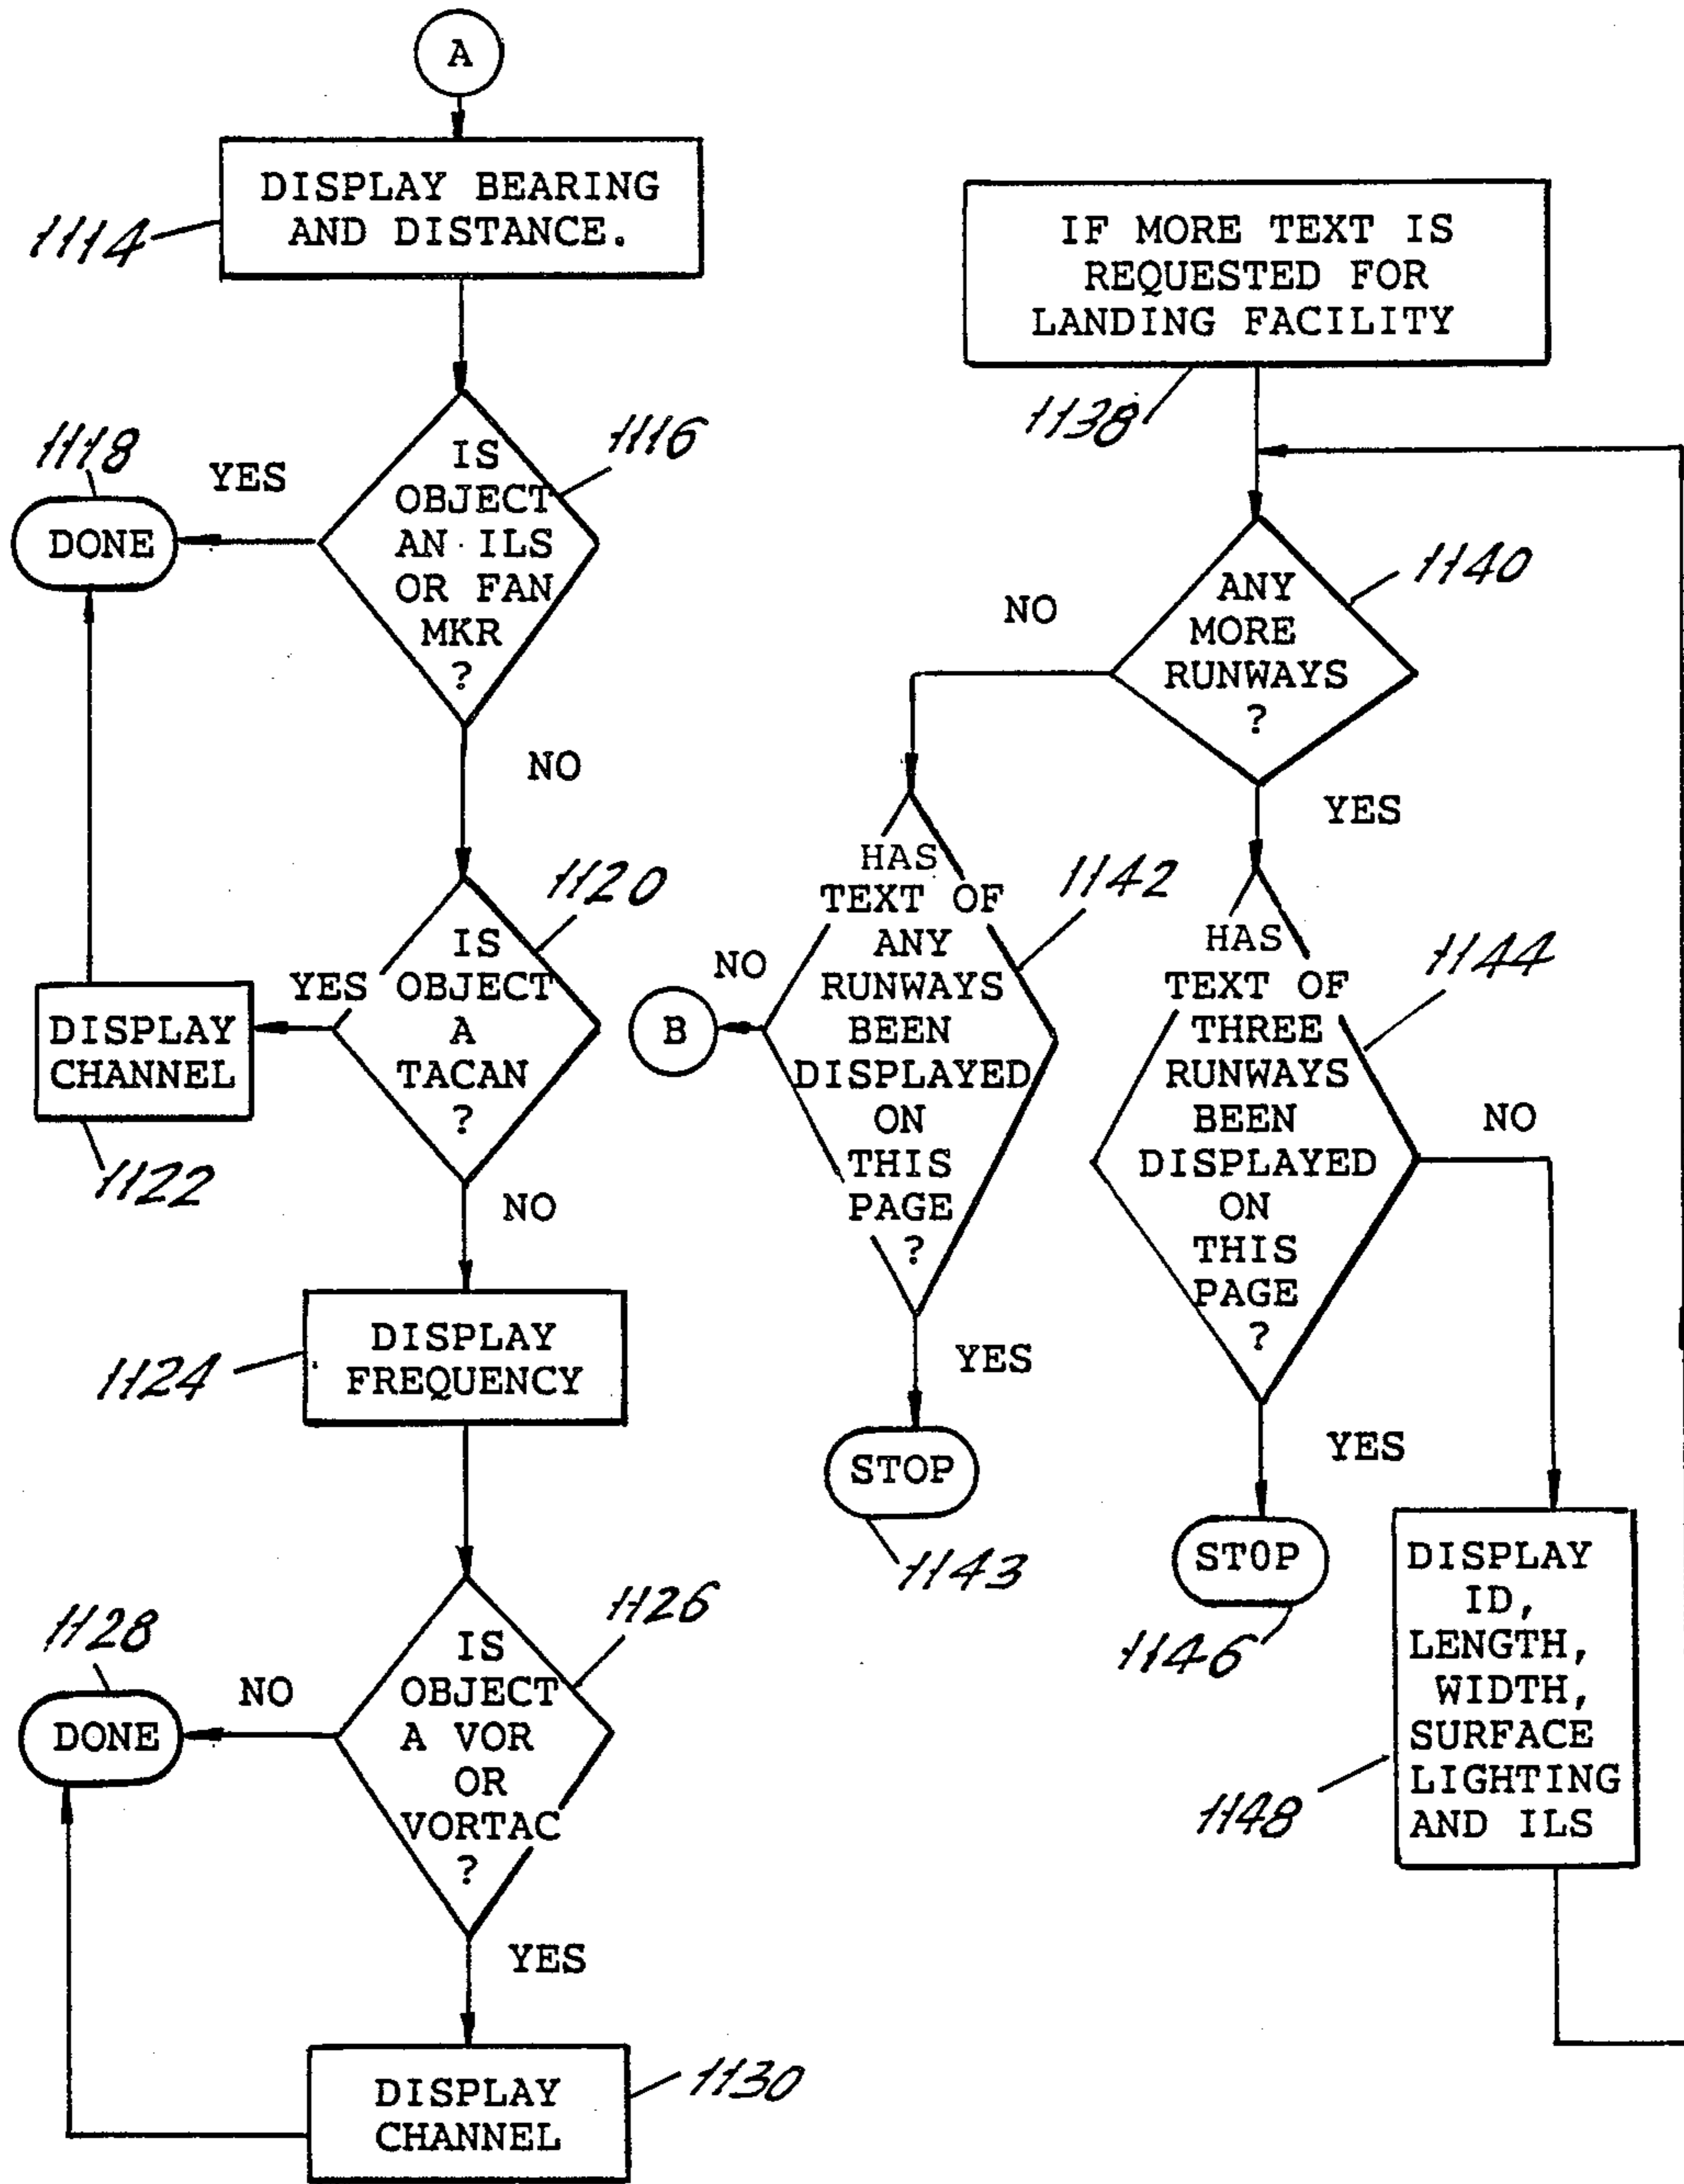 A
DISPLAY BEARING
AND DISTANCE.
1114
IS
OBJECT
AN ILS
OR FAN
MKR
?
1116
YES
1118
DONE
NO
IS
OBJECT
A
TACAN
?
1120
YES
DISPLAY
CHANNEL
1122
NO
DISPLAY
FREQUENCY
1124
IS
OBJECT
A VOR
OR
VORTAC
?
1126
NO
1128
DONE
YES
DISPLAY
CHANNEL
1130
IF MORE TEXT IS
REQUESTED FOR
LANDING FACILITY
1138
ANY
MORE
RUNWAYS
?
1140
NO
YES
HAS
TEXT OF
ANY
RUNWAYS
BEEN
DISPLAYED
ON
THIS
PAGE
?
1142
NO
B
YES
STOP
1143
HAS
TEXT OF
THREE
RUNWAYS
BEEN
DISPLAYED
ON
THIS
PAGE
?
1144
NO
YES
STOP
1146
DISPLAY
ID,
LENGTH,
WIDTH,
SURFACE
LIGHTING
AND ILS
1148